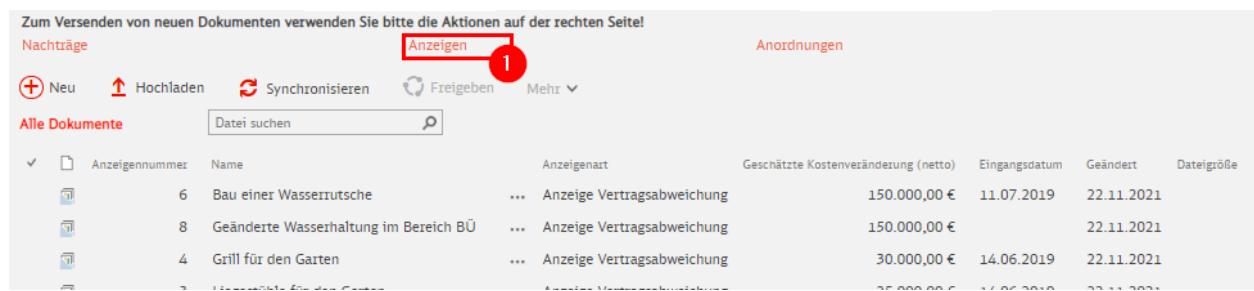 Zum Versenden von neuen Dokumenten verwenden Sie bitte die Aktionen auf der rechten Seite!
Nachträge Anzeigen Anordnungen
1
Neu Hochladen Synchronisieren Freigeben Mehr
Alle Dokumente Datei suchen
Anzeigennummer Name Anzeigenart Geschätzte Kostenveränderung (netto) Eingangsdatum Geändert Dateigröße
6 Bau einer Wasserrutsche ... Anzeige Vertragsabweichung 150.000,00 € 11.07.2019 22.11.2021
8 Geänderte Wasserhaltung im Bereich BÜ ... Anzeige Vertragsabweichung 150.000,00 € 22.11.2021
4 Grill für den Garten ... Anzeige Vertragsabweichung 30.000,00 € 14.06.2019 22.11.2021